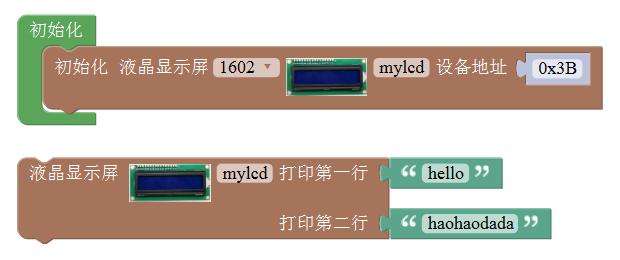 初始化
初始化 液晶显示屏 1602 mylcd 设备地址 0x3B
液晶显示屏 mylcd 打印第一行 “ hello ”
打印第二行 “ haohaodada ”